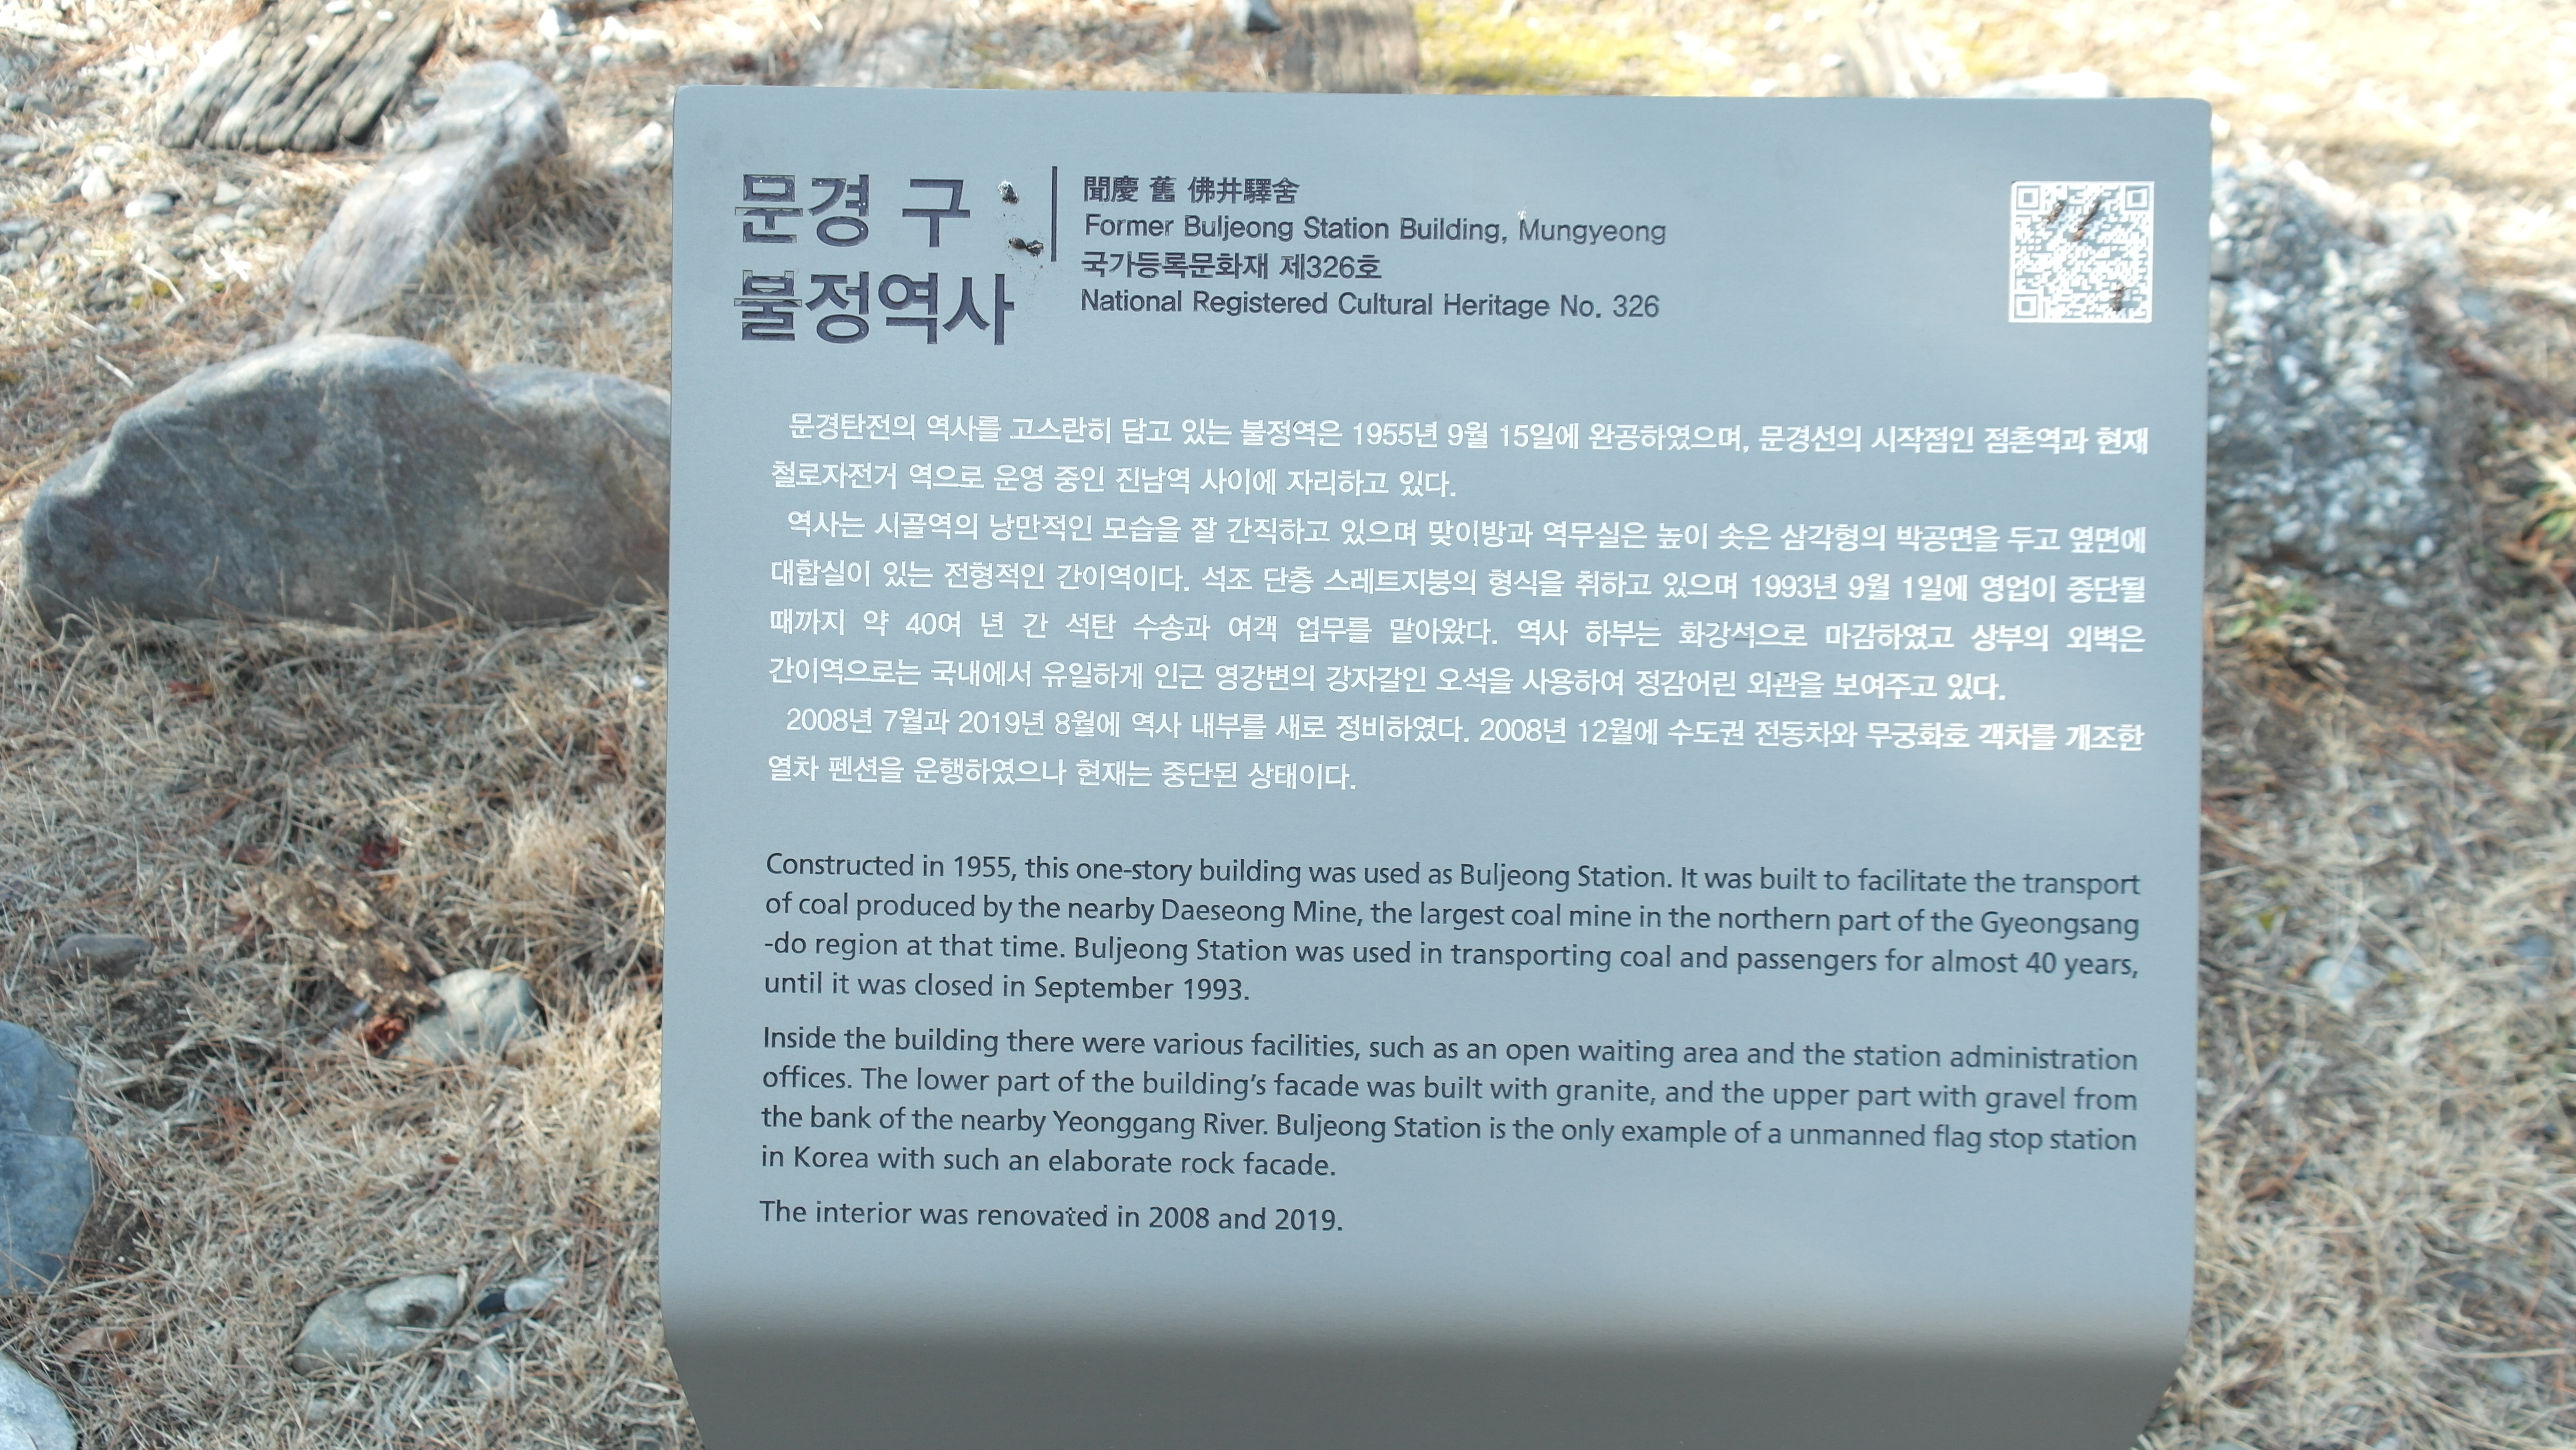 문경 구
불정역사
聞慶 舊 佛井驛舍
Former Buljeong Station Building, Mungyeong
국가등록문화재 제326호
National Registered Cultural Heritage No. 326
문경탄전의 역사를 고스란히 담고 있는 불정역은 1955년 9월 15일에 완공하였으며, 문경선의 시작점인 점촌역과 현재
철로자전거 역으로 운영 중인 진남역 사이에 자리하고 있다.
역사는 시골역의 낭만적인 모습을 잘 간직하고 있으며 맞이방과 역무실은 높이 솟은 삼각형의 박공면을 두고 옆면에
대합실이 있는 전형적인 간이역이다. 석조 단층 스레트지붕의 형식을 취하고 있으며 1993년 9월 1일에 영업이 중단될
때까지 약 40여 년 간 석탄 수송과 여객 업무를 맡아왔다. 역사 하부는 화강석으로 마감하였고 상부의 외벽은
간이역으로는 국내에서 유일하게 인근 영강변의 강자갈인 오석을 사용하여 정감어린 외관을 보여주고 있다.
2008년 7월과 2019년 8월에 역사 내부를 새로 정비하였다. 2008년 12월에 수도권 전동차와 무궁화호 객차를 개조한
열차 펜션을 운행하였으나 현재는 중단된 상태이다.
Constructed in 1955, this one-story building was used as Buljeong Station. It was built to facilitate the transport
of coal produced by the nearby Daeseong Mine, the largest coal mine in the northern part of the Gyeongsang
-do region at that time. Buljeong Station was used in transporting coal and passengers for almost 40 years,
until it was closed in September 1993.
Inside the building there were various facilities, such as an open waiting area and the station administration
offices. The lower part of the building's facade was built with granite, and the upper part with gravel from
the bank of the nearby Yeonggang River. Buljeong Station is the only example of a unmanned flag stop station
in Korea with such an elaborate rock facade.
The interior was renovated in 2008 and 2019.